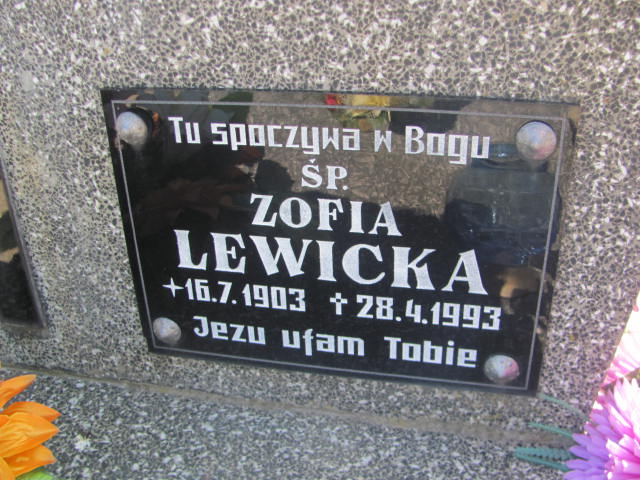 Tu spoczywa w Bogu
ŚP.
ZOFIA
LEWICKA
+16.7.1903 ✝28.4.1993
Jezu ufam Tobie